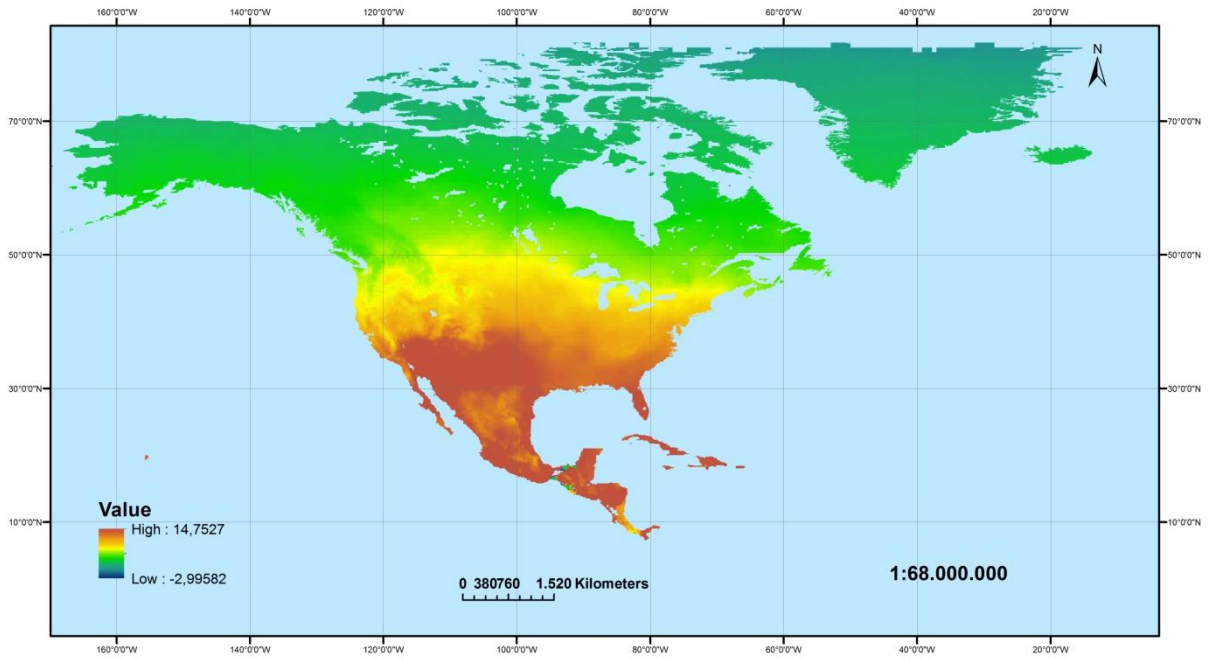 160°0'0"W 140°0'0"W 120°0'0"W 100°0'0"W 80°0'0"W 60°0'0"W 40°0'0"W 20°0'0"W
N
70°0'0"N 70°0'0"N
50°0'0"N 50°0'0"N
30°0'0"N 30°0'0"N
Value
High : 14,7527
10°0'0"N 10°0'0"N
Low : -2,99582
0 380760 1.520 Kilometers
1:68.000.000
160°0'0"W 140°0'0"W 120°0'0"W 100°0'0"W 80°0'0"W 60°0'0"W 40°0'0"W 20°0'0"W